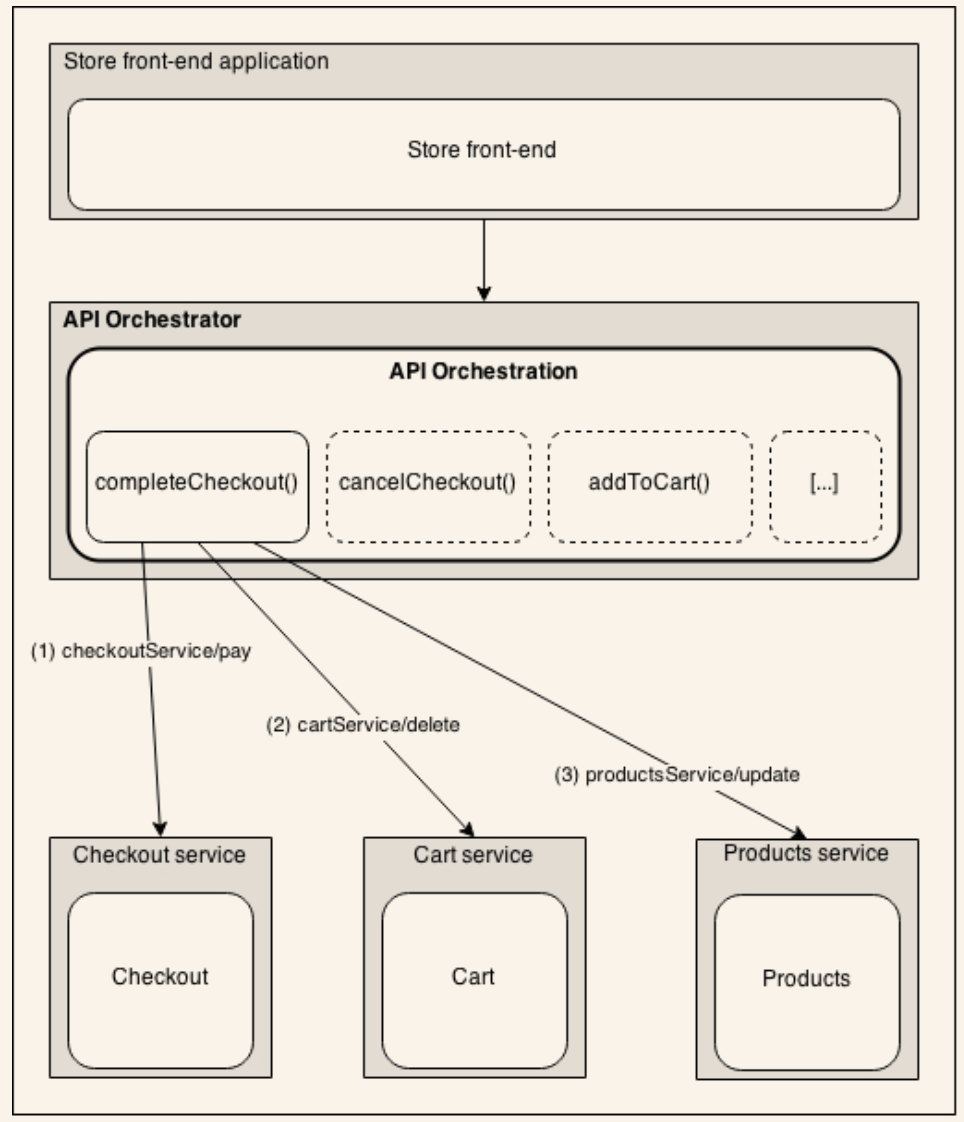 Store front-end application
Store front-end
API Orchestrator
API Orchestration
completeCheckout()
cancelCheckout()
addToCart()
[...]
(1) checkoutService/pay
(2) cartService/delete
(3) productsService/update
Checkout service
Cart service
Products service
Checkout
Cart
Products